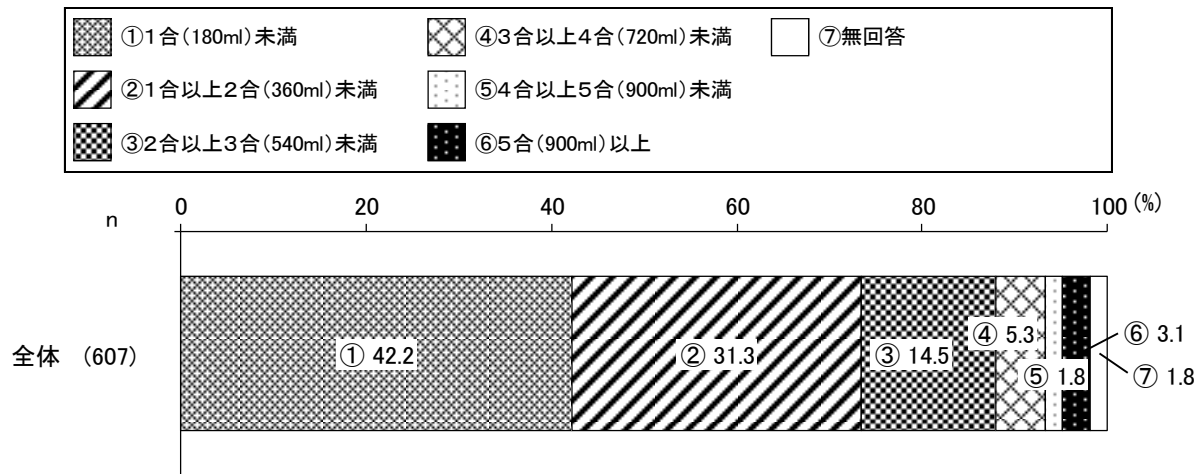 ①1合(180ml)未満 ④3合以上4合(720ml)未満 ⑦無回答
②1合以上2合(360ml)未満 ⑤4合以上5合(900ml)未満
③2合以上3合(540ml)未満 ⑥5合(900ml)以上
n 0 20 40 60 80 100 (%)
全体 (607) ① 42.2 ② 31.3 ③ 14.5 ④ 5.3 ⑤ 1.8 ⑥ 3.1 ⑦ 1.8